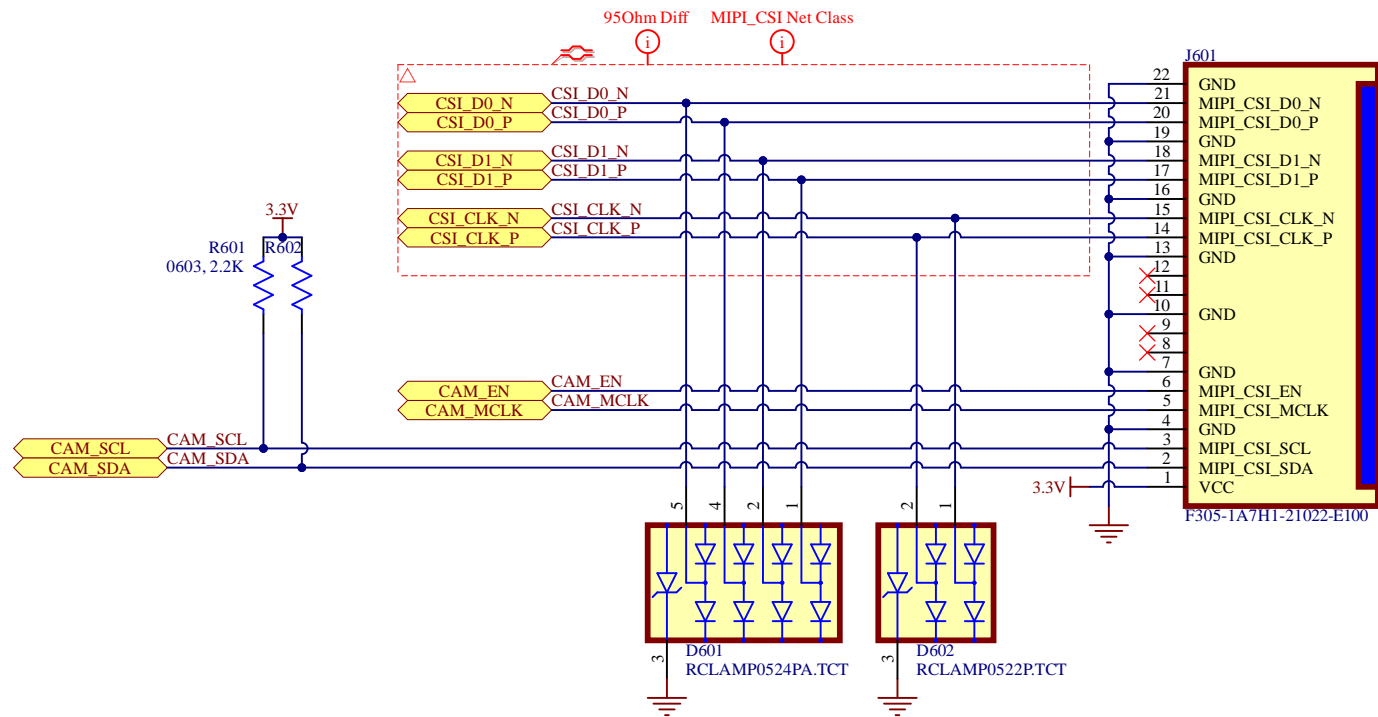 95Ohm Diff MIPI_CSI Net Class
i i
J601
22 GND
CSI_D0_N CSI_D0_N 21 MIPI_CSI_D0_N
CSI_D0_P CSI_D0_P 20 MIPI_CSI_D0_P
19 GND
CSI_D1_N CSI_D1_N 18 MIPI_CSI_D1_N
CSI_D1_P CSI_D1_P 17 MIPI_CSI_D1_P
16 GND
3.3V
CSI_CLK_N CSI_CLK_N 15 MIPI_CSI_CLK_N
CSI_CLK_P CSI_CLK_P 14 MIPI_CSI_CLK_P
R601 R602 13 GND
0603, 2.2K 12
11
10 GND
9
8
7 GND
CAM_EN CAM_EN 6 MIPI_CSI_EN
CAM_MCLK CAM_MCLK 5 MIPI_CSI_MCLK
4 GND
CAM_SCL CAM_SCL 3 MIPI_CSI_SCL
CAM_SDA CAM_SDA 2 MIPI_CSI_SDA
3.3V 1 VCC
F305-1A7H1-21022-E100
5 4 2 1 2 1
3 D601 3 D602
RCLAMP0524PA.TCT RCLAMP0522P.TCT